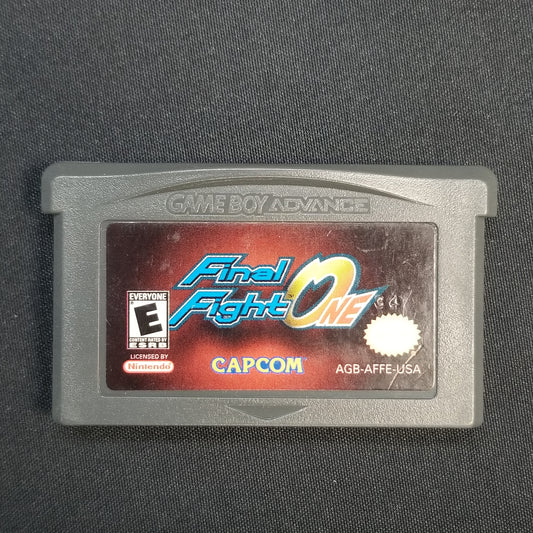 GAME BOY ADVANCE
Final
Fight ONE
EVERYONE
E
CONTENT RATED BY
ESRB
LICENSED BY
Nintendo
CAPCOM
AGB-AFFE-USA